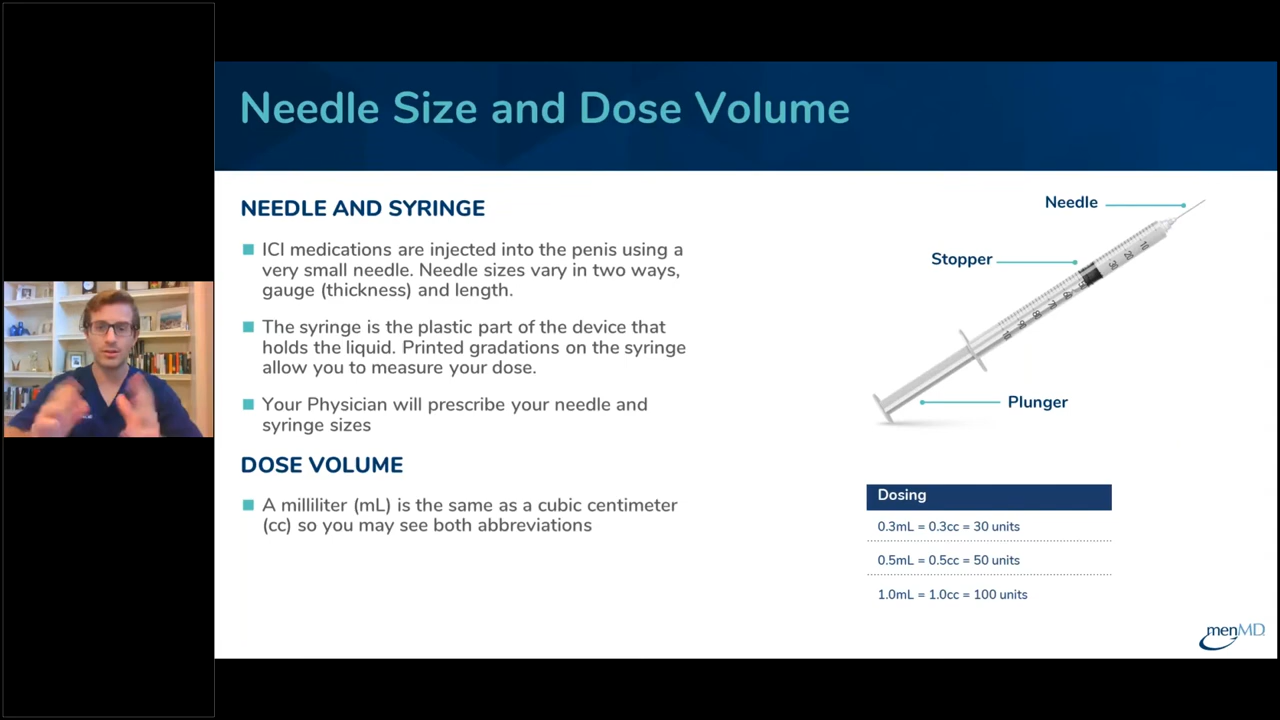 Needle Size and Dose Volume
NEEDLE AND SYRINGE
ICI medications are injected into the penis using a
very small needle. Needle sizes vary in two ways,
gauge (thickness) and length.
The syringe is the plastic part of the device that
holds the liquid. Printed gradations on the syringe
allow you to measure your dose.
Your Physician will prescribe your needle and
syringe sizes
DOSE VOLUME
A milliliter (mL) is the same as a cubic centimeter
(cc) so you may see both abbreviations
Needle
Stopper
Plunger
10
20
30
Dosing
0.3mL = 0.3cc = 30 units
0.5mL = 0.5cc = 50 units
1.0mL = 1.0cc = 100 units
menMD